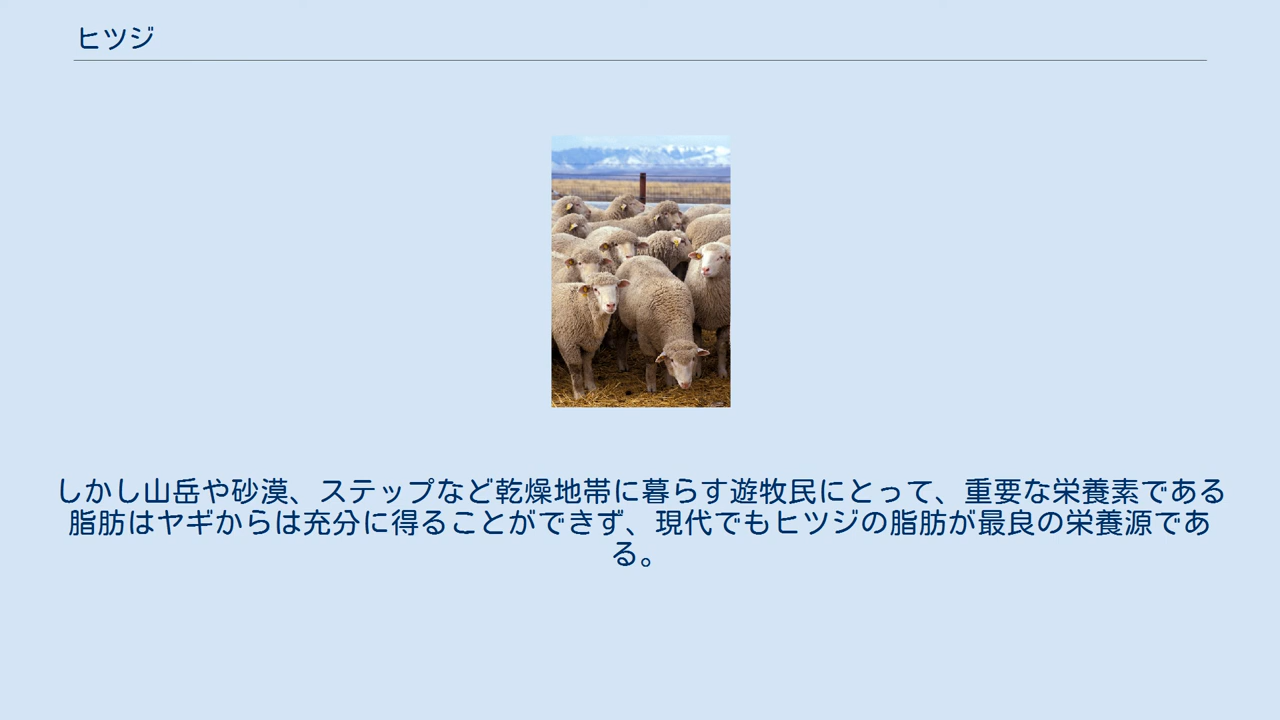 ヒツジ
しかし山岳や砂漠、ステップなど乾燥地帯に暮らす遊牧民にとって、重要な栄養素である
脂肪はヤギからは充分に得ることができず、現代でもヒツジの脂肪が最良の栄養源であ
る。